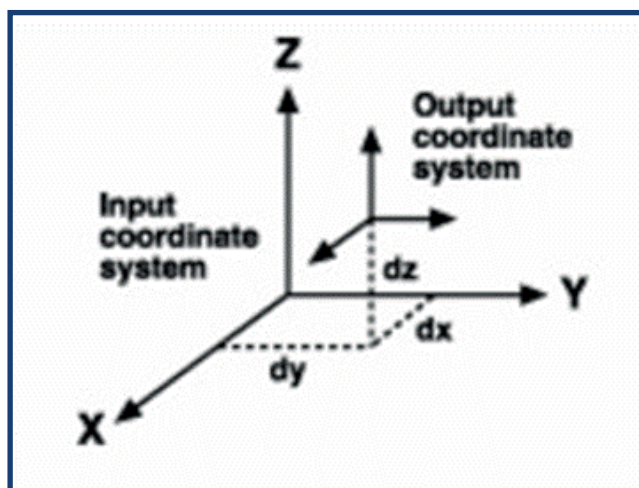 Z
Output
coordinate
system
Input
coordinate
system
dz
Y
dx
dy
X